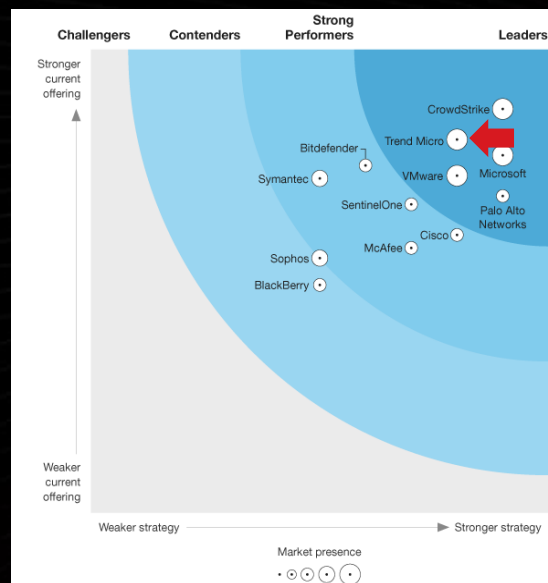 Challengers
Contenders
Strong
Performers
Leaders
Stronger
current
offering
CrowdStrike
Trend Micro
Bitdefender
Microsoft
VMware
Symantec
Palo Alto
Networks
SentinelOne
Cisco
McAfee
Sophos
BlackBerry
Weaker
current
offering
Weaker strategy
Stronger strategy
Market presence